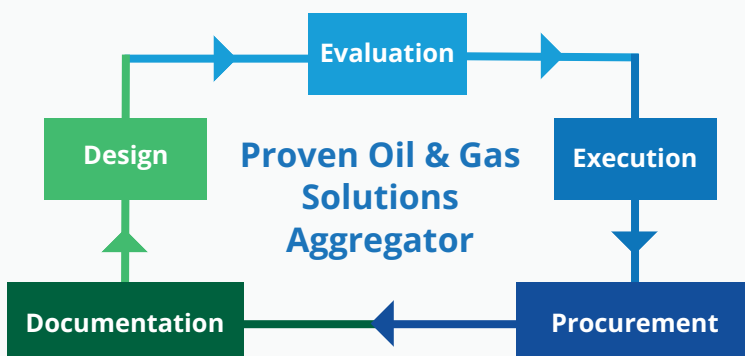 Evaluation
Design
Proven Oil & Gas
Solutions
Aggregator
Execution
Documentation
Procurement